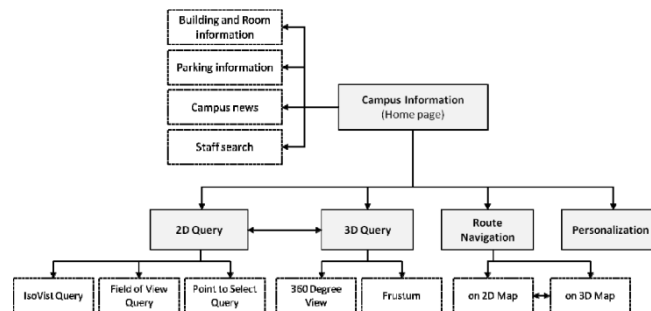 Building and Room
information
Parking information
Campus news
Staff search
Campus Information
(Home page)
2D Query
3D Query
Route
Navigation
Personalization
IsoVist Query
Field of View
Query
Point to Select
Query
360 Degree
View
Frustum
on 2D Map
on 3D Map